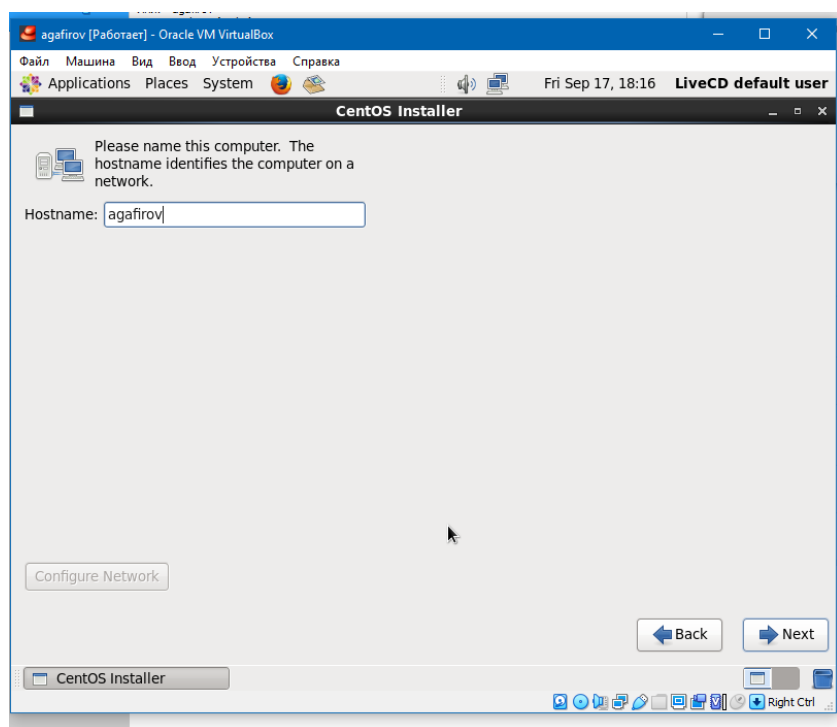 agafirov [Работает] - Oracle VM VirtualBox
Файл Машина Вид Ввод Устройства Справка
Applications Places System Fri Sep 17, 18:16 LiveCD default user
CentOS Installer
Please name this computer. The
hostname identifies the computer on a
network.
Hostname: agafirov
Configure Network
Back Next
CentOS Installer
Right Ctrl